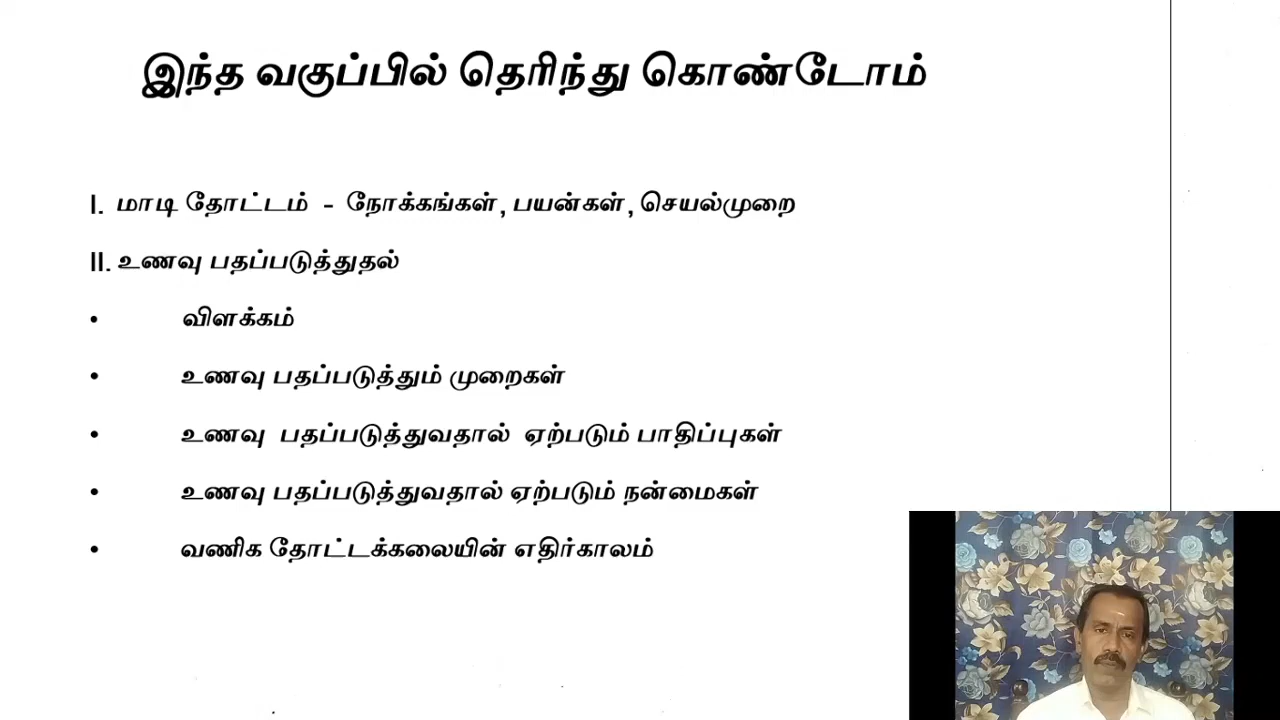 இந்த வகுப்பில் தெரிந்து கொண்டோம்
I. மாடி தோட்டம் - நோக்கங்கள், பயன்கள், செயல்முறை
II. உணவு பதப்படுத்துதல்
• விளக்கம்
• உணவு பதப்படுத்தும் முறைகள்
• உணவு பதப்படுத்துவதால் ஏற்படும் பாதிப்புகள்
• உணவு பதப்படுத்துவதால் ஏற்படும் நன்மைகள்
• வணிக தோட்டக்கலையின் எதிர்காலம்